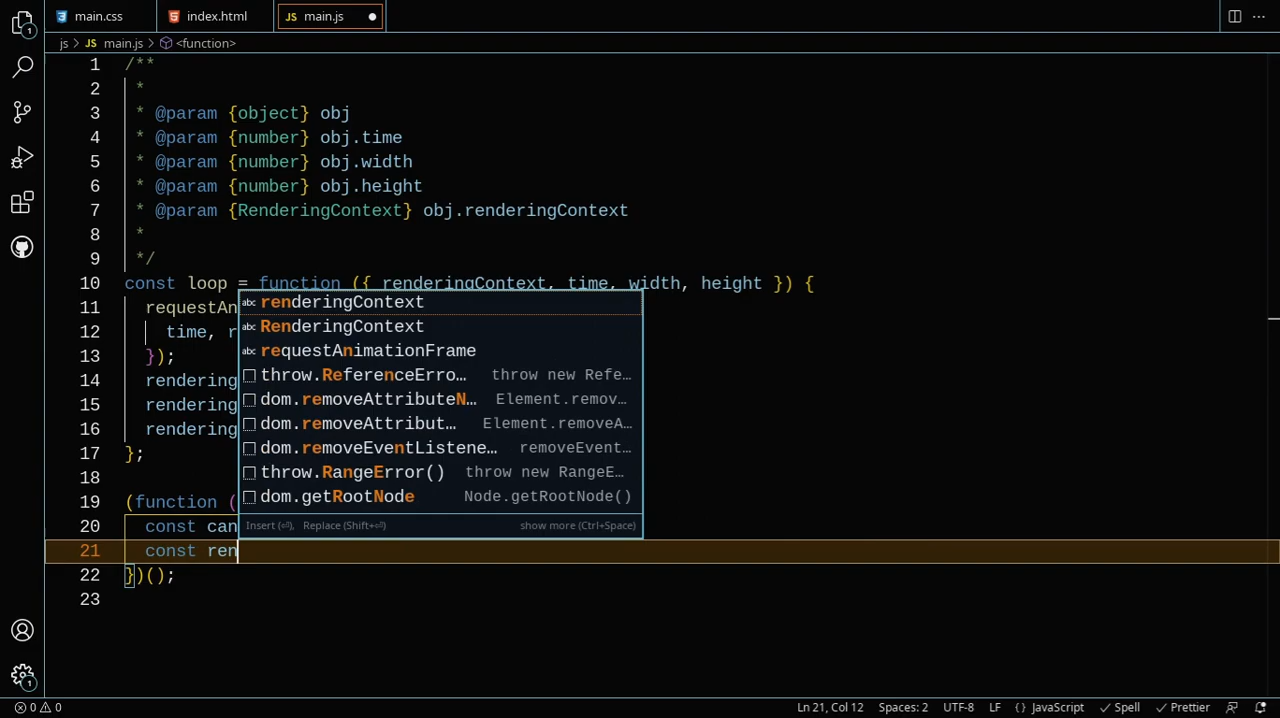 main.css
index.html
JS main.js
js > JS main.js > <function>
1 /**
2 *
3 * @param {object} obj
4 * @param {number} obj.time
5 * @param {number} obj.width
6 * @param {number} obj.height
7 * @param {RenderingContext} obj.renderingContext
8 *
9 */
10 const loop = function ({ renderingContext, time, width, height }) {
11 requestAn
12 time, r
13 });
14 rendering
15 rendering
16 rendering
17 };
18
19 (function (
20 const can
21 const ren
22 })();
23
abc renderingContext
abc RenderingContext
abc requestAnimationFrame
throw.ReferenceErro… throw new Refe…
dom.removeAttributeN… Element.remov…
dom.removeAttribut… Element.removeA…
dom.removeEventListene… removeEvent…
throw.RangeError() throw new RangeE…
dom.getRootNode Node.getRootNode()
Insert (⏎), Replace (Shift+⏎) show more (Ctrl+Space)
1
1
0 0 Ln 21, Col 12 Spaces: 2 UTF-8 LF {} JavaScript Spell Prettier